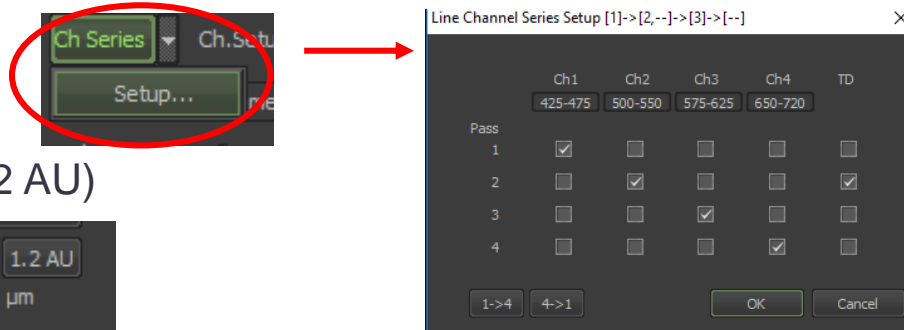 Ch Series Ch.Setu
Setup...
me
2 AU)
1.2 AU
µm
Line Channel Series Setup [1]->[2,--]->[3]->[--]
Ch1 Ch2 Ch3 Ch4 TD
425-475 500-550 575-625 650-720
Pass
1
2
3
4
1->4 4->1 OK Cancel